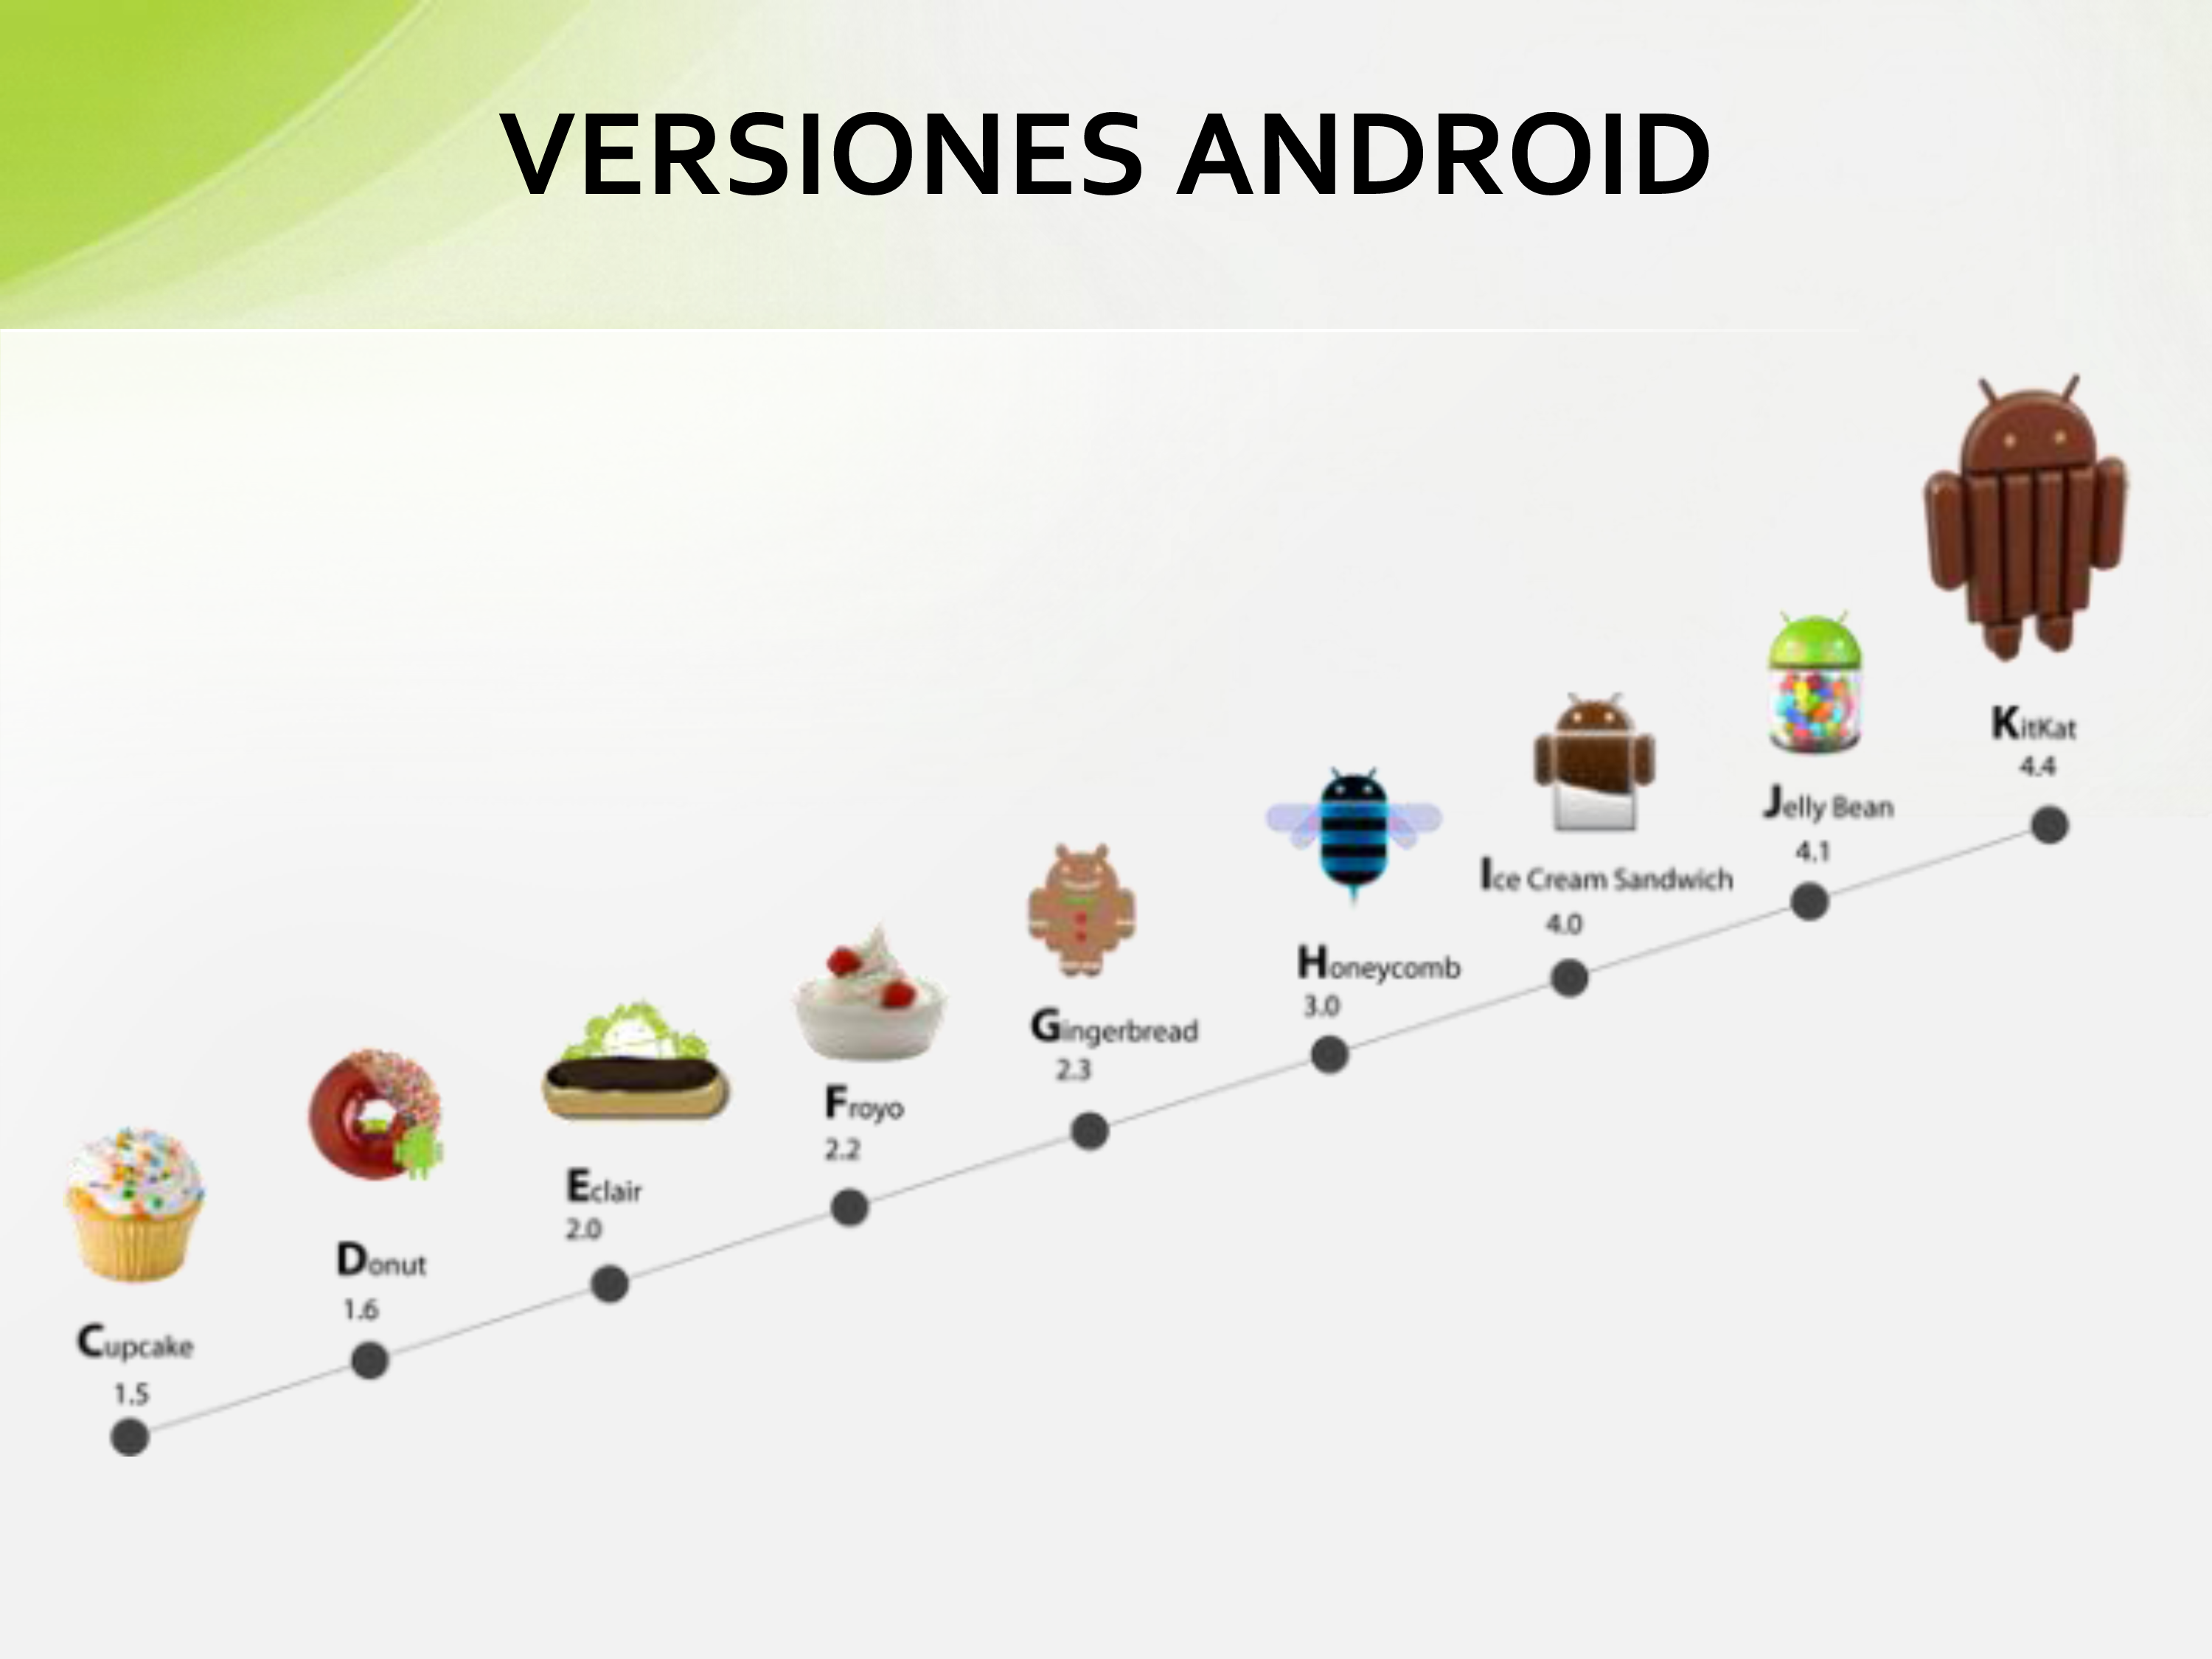 VERSIONES ANDROID
Cupcake
1.5
Donut
1.6
Eclair
2.0
Froyo
2.2
Gingerbread
2.3
Honeycomb
3.0
Ice Cream Sandwich
4.0
Jelly Bean
4.1
KitKat
4.4